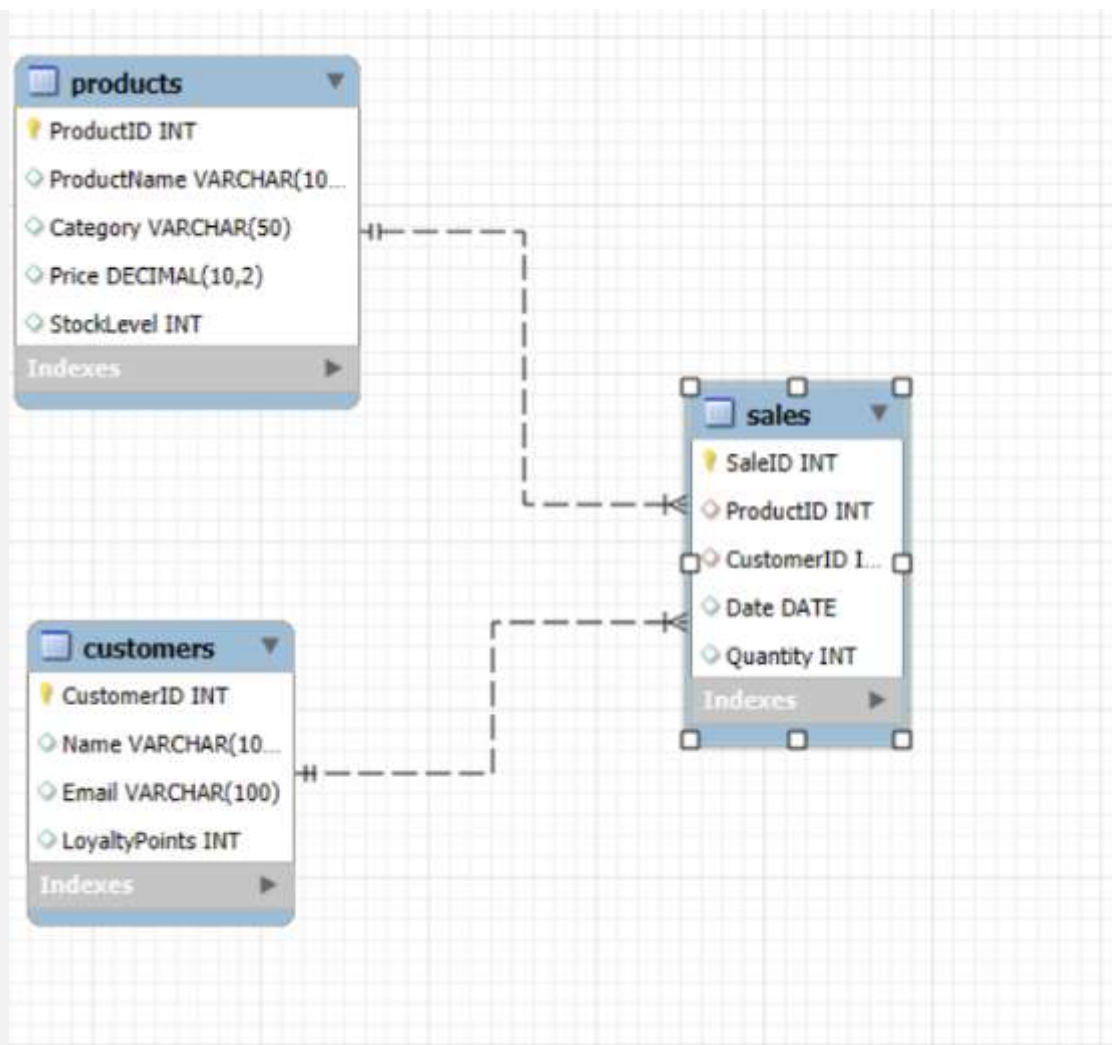 products
ProductID INT
ProductName VARCHAR(10...
Category VARCHAR(50)
Price DECIMAL(10,2)
StockLevel INT
Indexes
sales
SaleID INT
ProductID INT
CustomerID I...
Date DATE
Quantity INT
Indexes
customers
CustomerID INT
Name VARCHAR(10...
Email VARCHAR(100)
LoyaltyPoints INT
Indexes